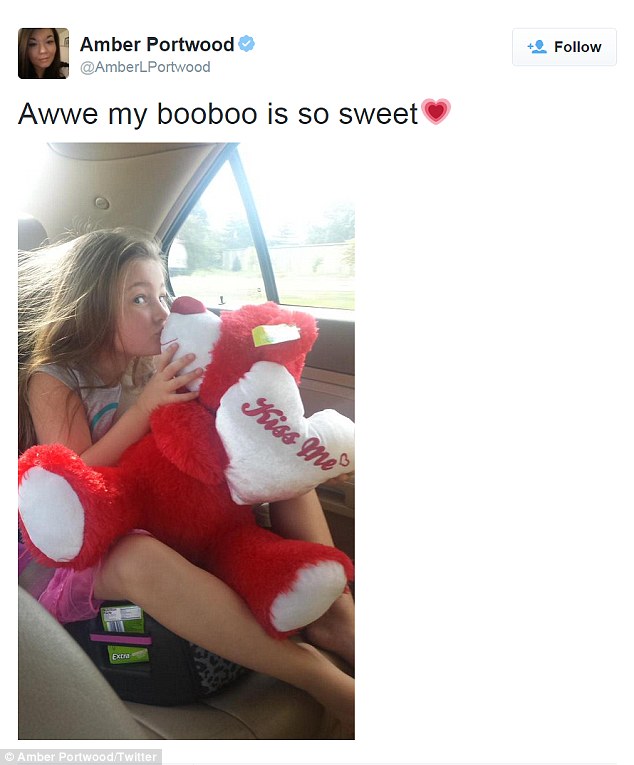 Amber Portwood
@AmberLPortwood
Follow
Awwe my booboo is so sweet💗
Kiss Me
Extra
© Amber Portwood/Twitter